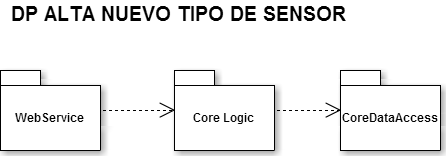 DP ALTA NUEVO TIPO DE SENSOR
WebService
Core Logic
CoreDataAccess